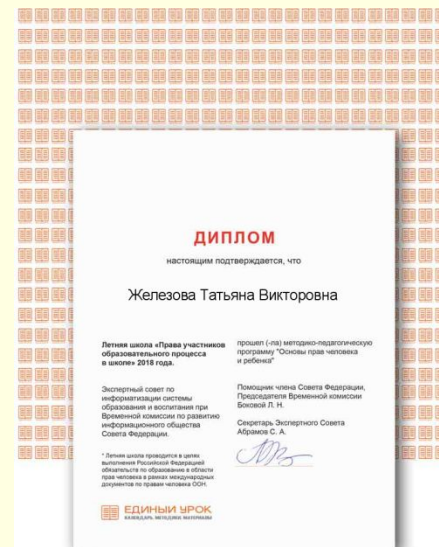 ДИПЛОМ
настоящим подтверждается, что
Железова Татьяна Викторовна
Летняя школа «Права участников
образовательного процесса
в школе» 2018 года.
Экспертный совет по
информатизации системы
образования и воспитания при
Временной комиссии по развитию
информационного общества
Совета Федерации.
* Летняя школа проводится в целях
выполнения Российской Федерацией
обязательств по образованию в области
прав человека в рамках международных
документов по правам человека ООН.
прошел (-ла) методико-педагогическую
программу "Основы прав человека
и ребенка"
Помощник члена Совета Федерации,
Председателя Временной комиссии
Боковой Л. Н.
Секретарь Экспертного Совета
Абрамов С. А.
ЕДИНЫЙ УРОК
КАЛЕНДАРЬ МЕТОДИКИ МАТЕРИАЛЫ